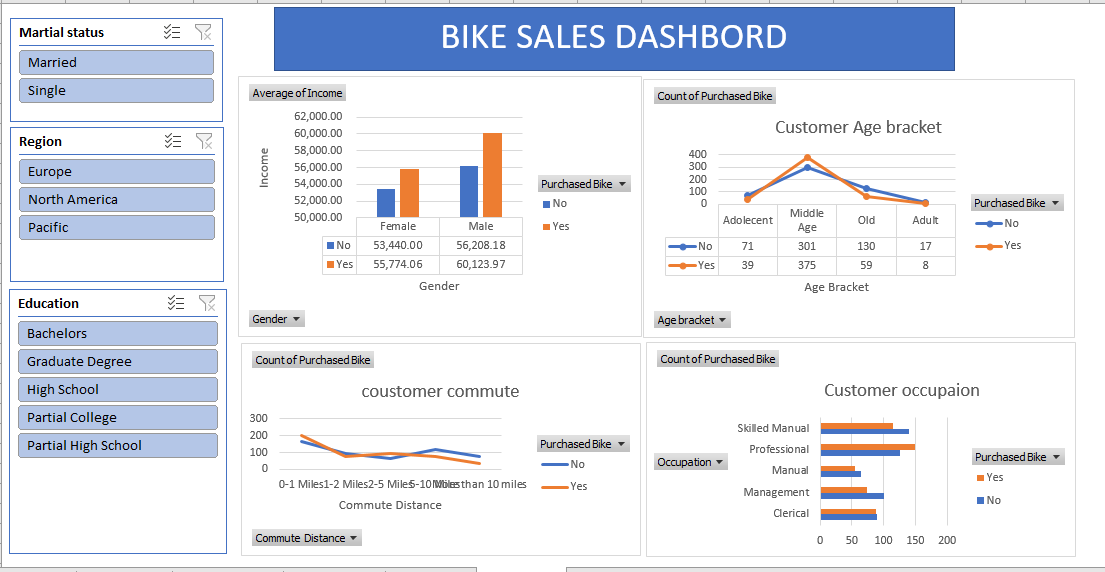 BIKE SALES DASHBORD
Martial status
Married
Single
Region
Europe
North America
Pacific
Education
Bachelors
Graduate Degree
High School
Partial College
Partial High School
Average of Income
62,000.00
60,000.00
58,000.00
56,000.00
54,000.00
52,000.00
50,000.00
Income
Female Male
No 53,440.00 56,208.18
Yes 55,774.06 60,123.97
Gender
Purchased Bike
No
Yes
Gender
Count of Purchased Bike
Customer Age bracket
400
300
200
100
0
Adolecent Middle Age Old Adult
No 71 301 130 17
Yes 39 375 59 8
Age Bracket
Purchased Bike
No
Yes
Age bracket
Count of Purchased Bike
coustomer commute
300
200
100
0
0-1 Miles 1-2 Miles 2-5 Miles 5-10 Miles More than 10 miles
Commute Distance
Purchased Bike
No
Yes
Commute Distance
Count of Purchased Bike
Customer occupaion
Skilled Manual
Professional
Manual
Management
Clerical
0 50 100 150 200
Occupation
Purchased Bike
Yes
No